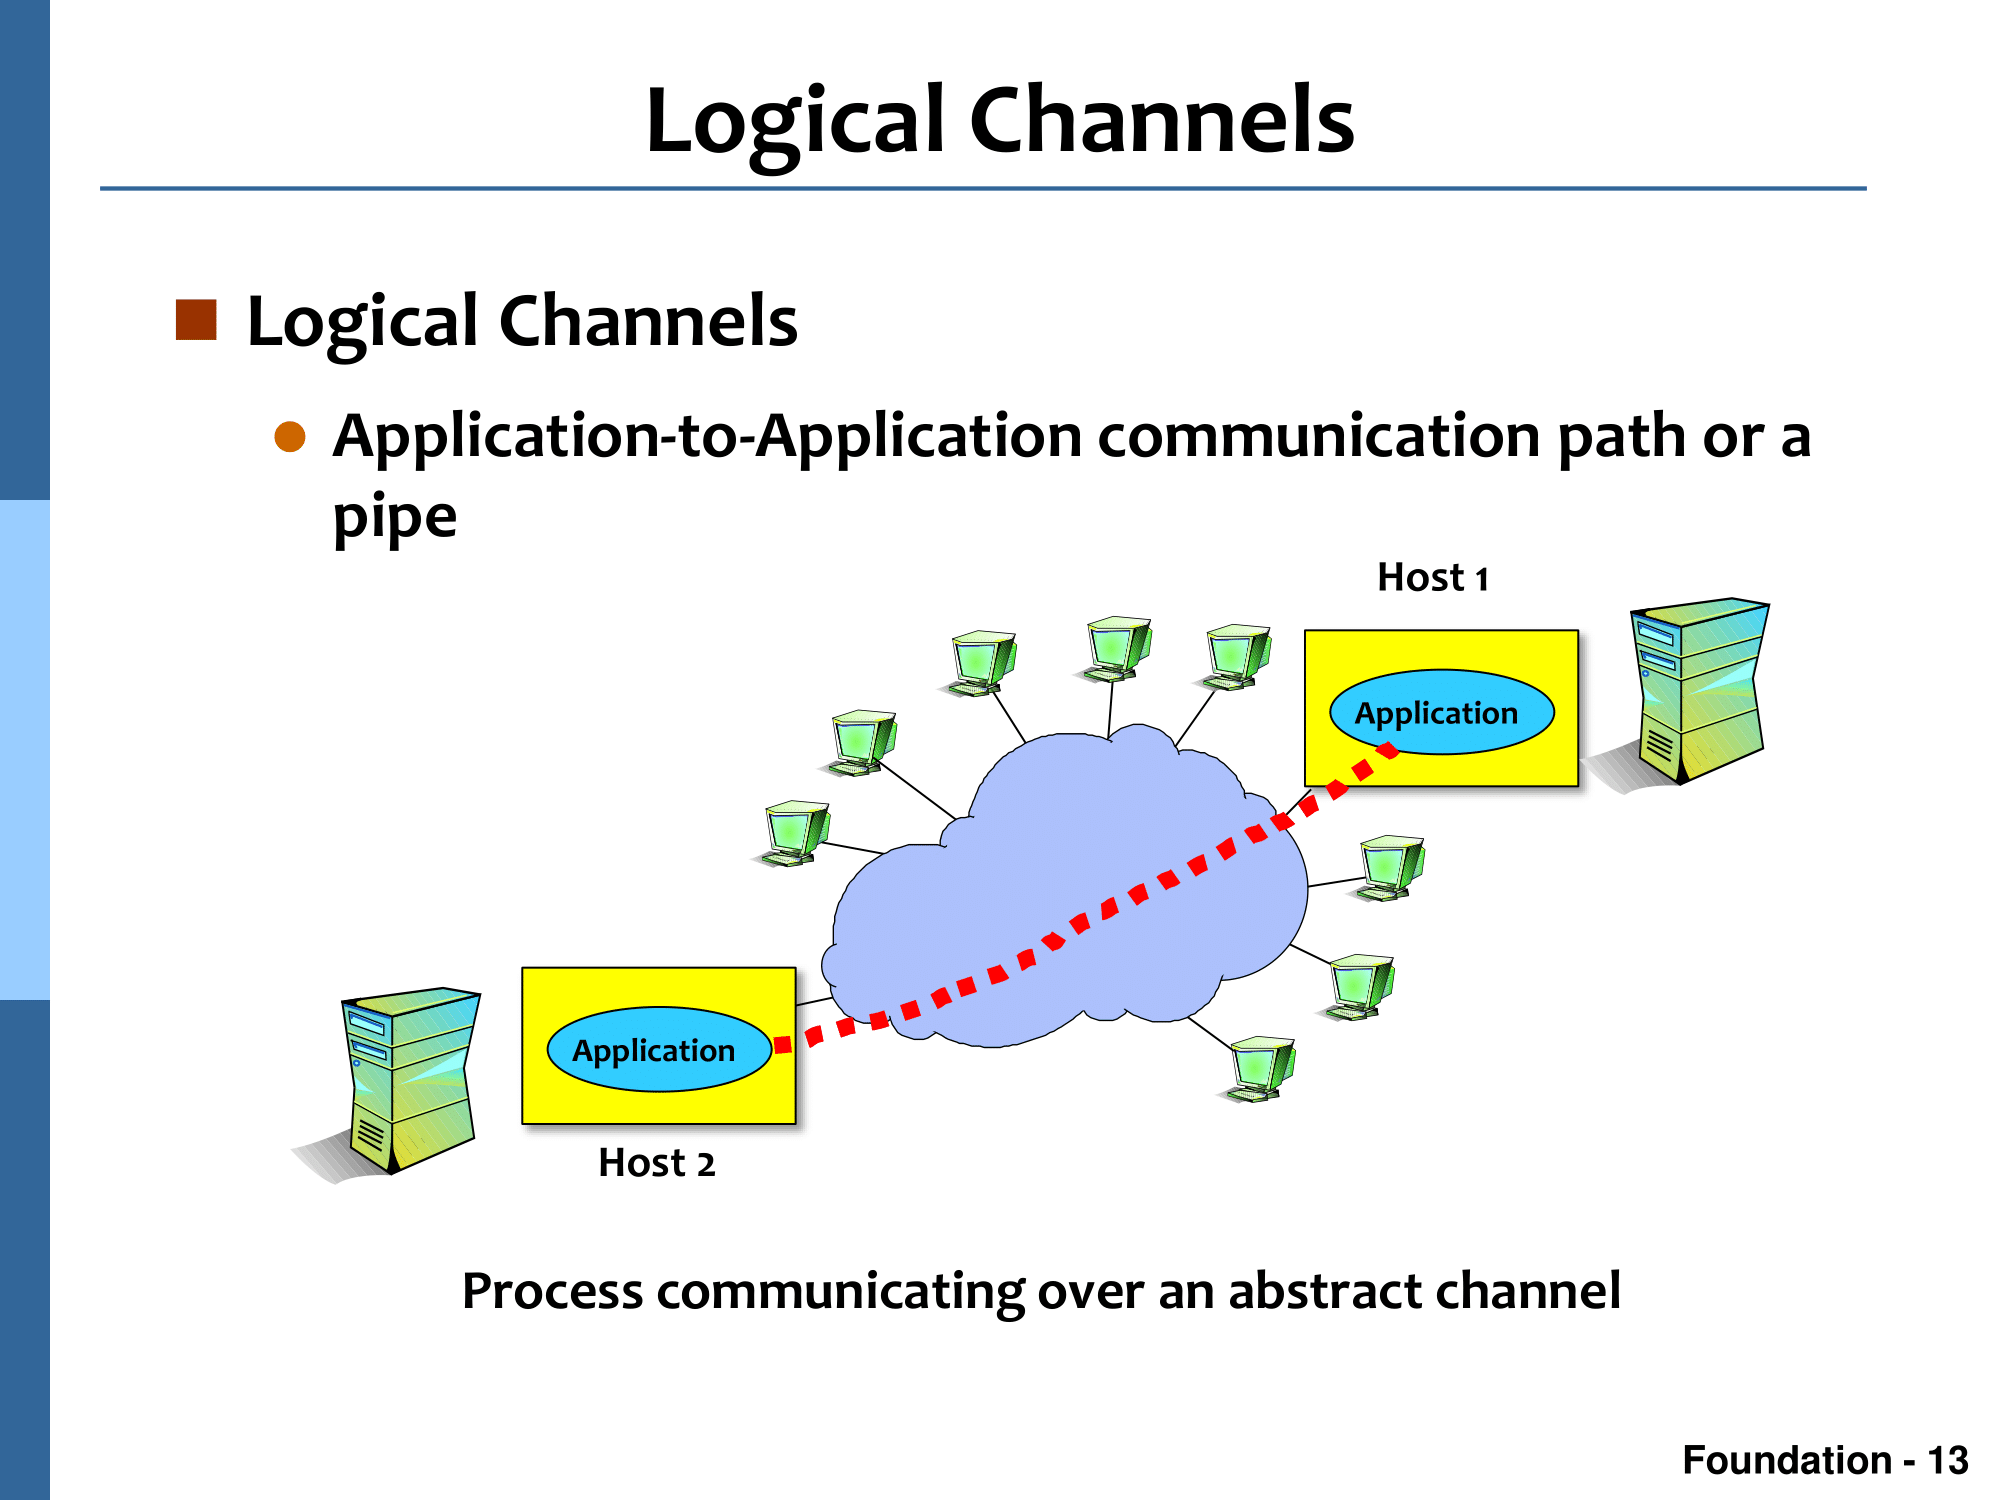 Logical Channels
Logical Channels
Application-to-Application communication path or a
pipe
Host 1
Application
Application
Host 2
Process communicating over an abstract channel
Foundation - 13